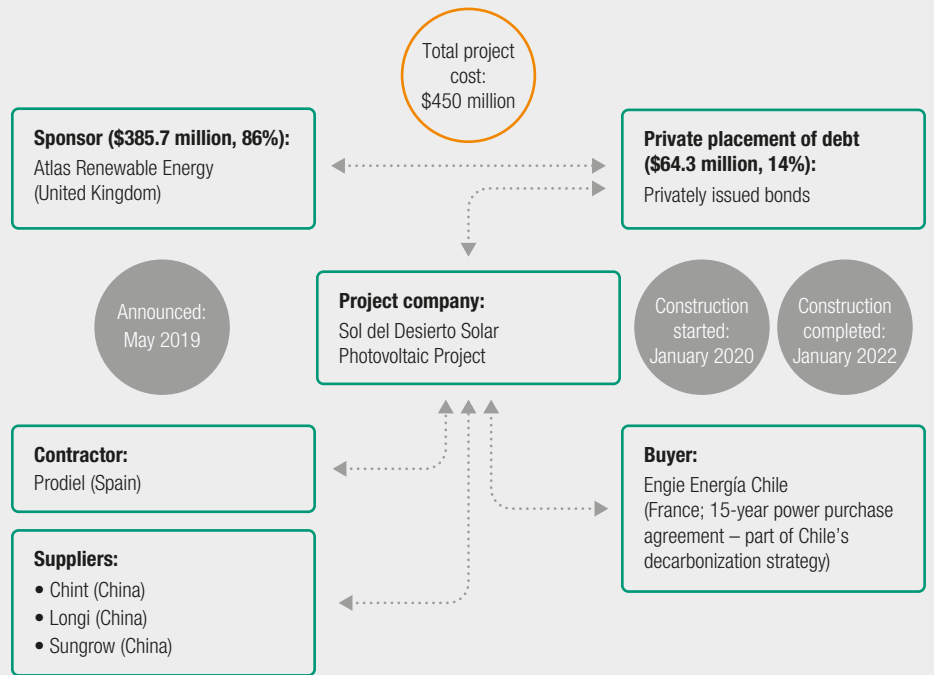 Total project
cost:
$450 million
Sponsor ($385.7 million, 86%):
Atlas Renewable Energy
(United Kingdom)
Private placement of debt
($64.3 million, 14%):
Privately issued bonds
Announced:
May 2019
Project company:
Sol del Desierto Solar
Photovoltaic Project
Construction
started:
January 2020
Construction
completed:
January 2022
Contractor:
Prodiel (Spain)
Buyer:
Engie Energía Chile
(France; 15-year power purchase
agreement – part of Chile’s
decarbonization strategy)
Suppliers:
• Chint (China)
• Longi (China)
• Sungrow (China)